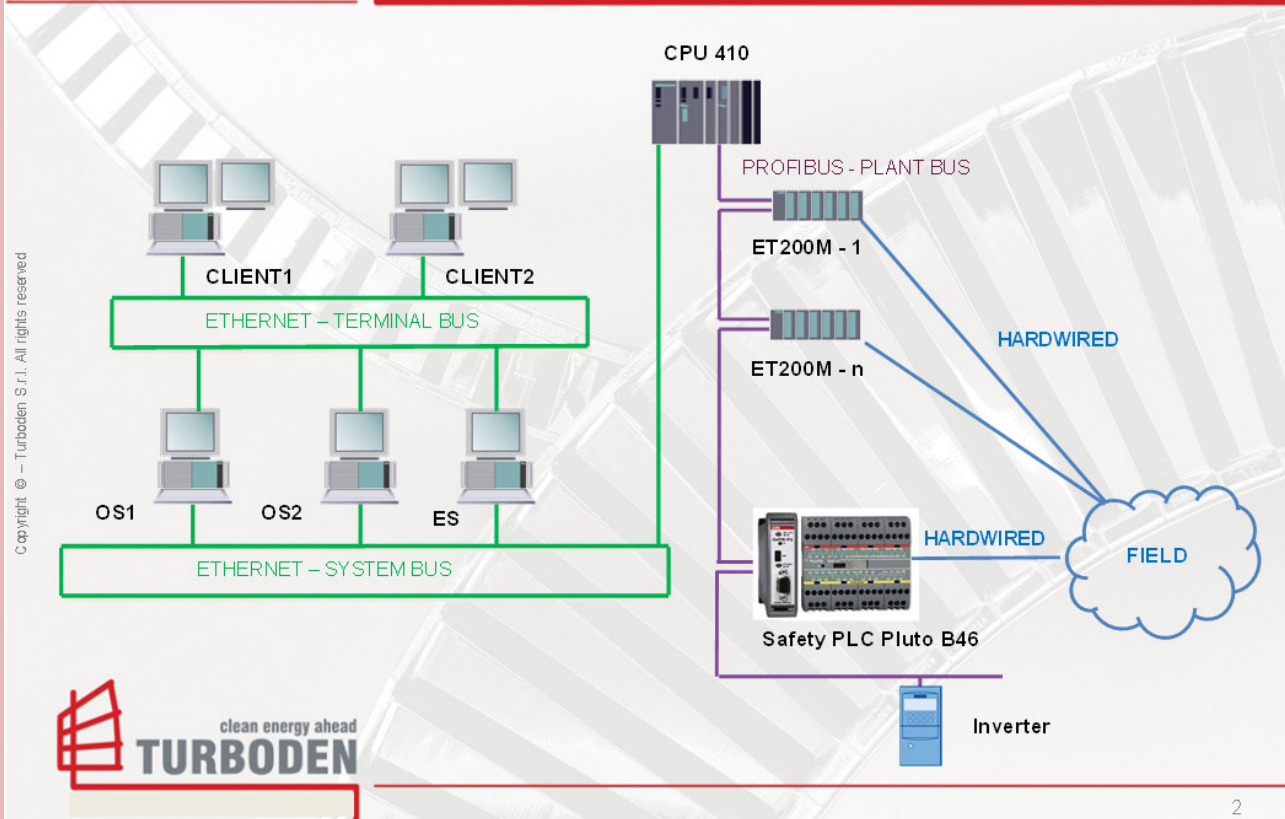 CPU 410
PROFIBUS - PLANT BUS
ET200M - 1
CLIENT1
CLIENT2
ETHERNET – TERMINAL BUS
HARDWIRED
ET200M - n
OS1
OS2
ES
HARDWIRED
FIELD
ETHERNET – SYSTEM BUS
Safety PLC Pluto B46
Inverter
clean energy ahead
TURBODEN
Copyright © – Turboden S.r.l. All rights reserved
2